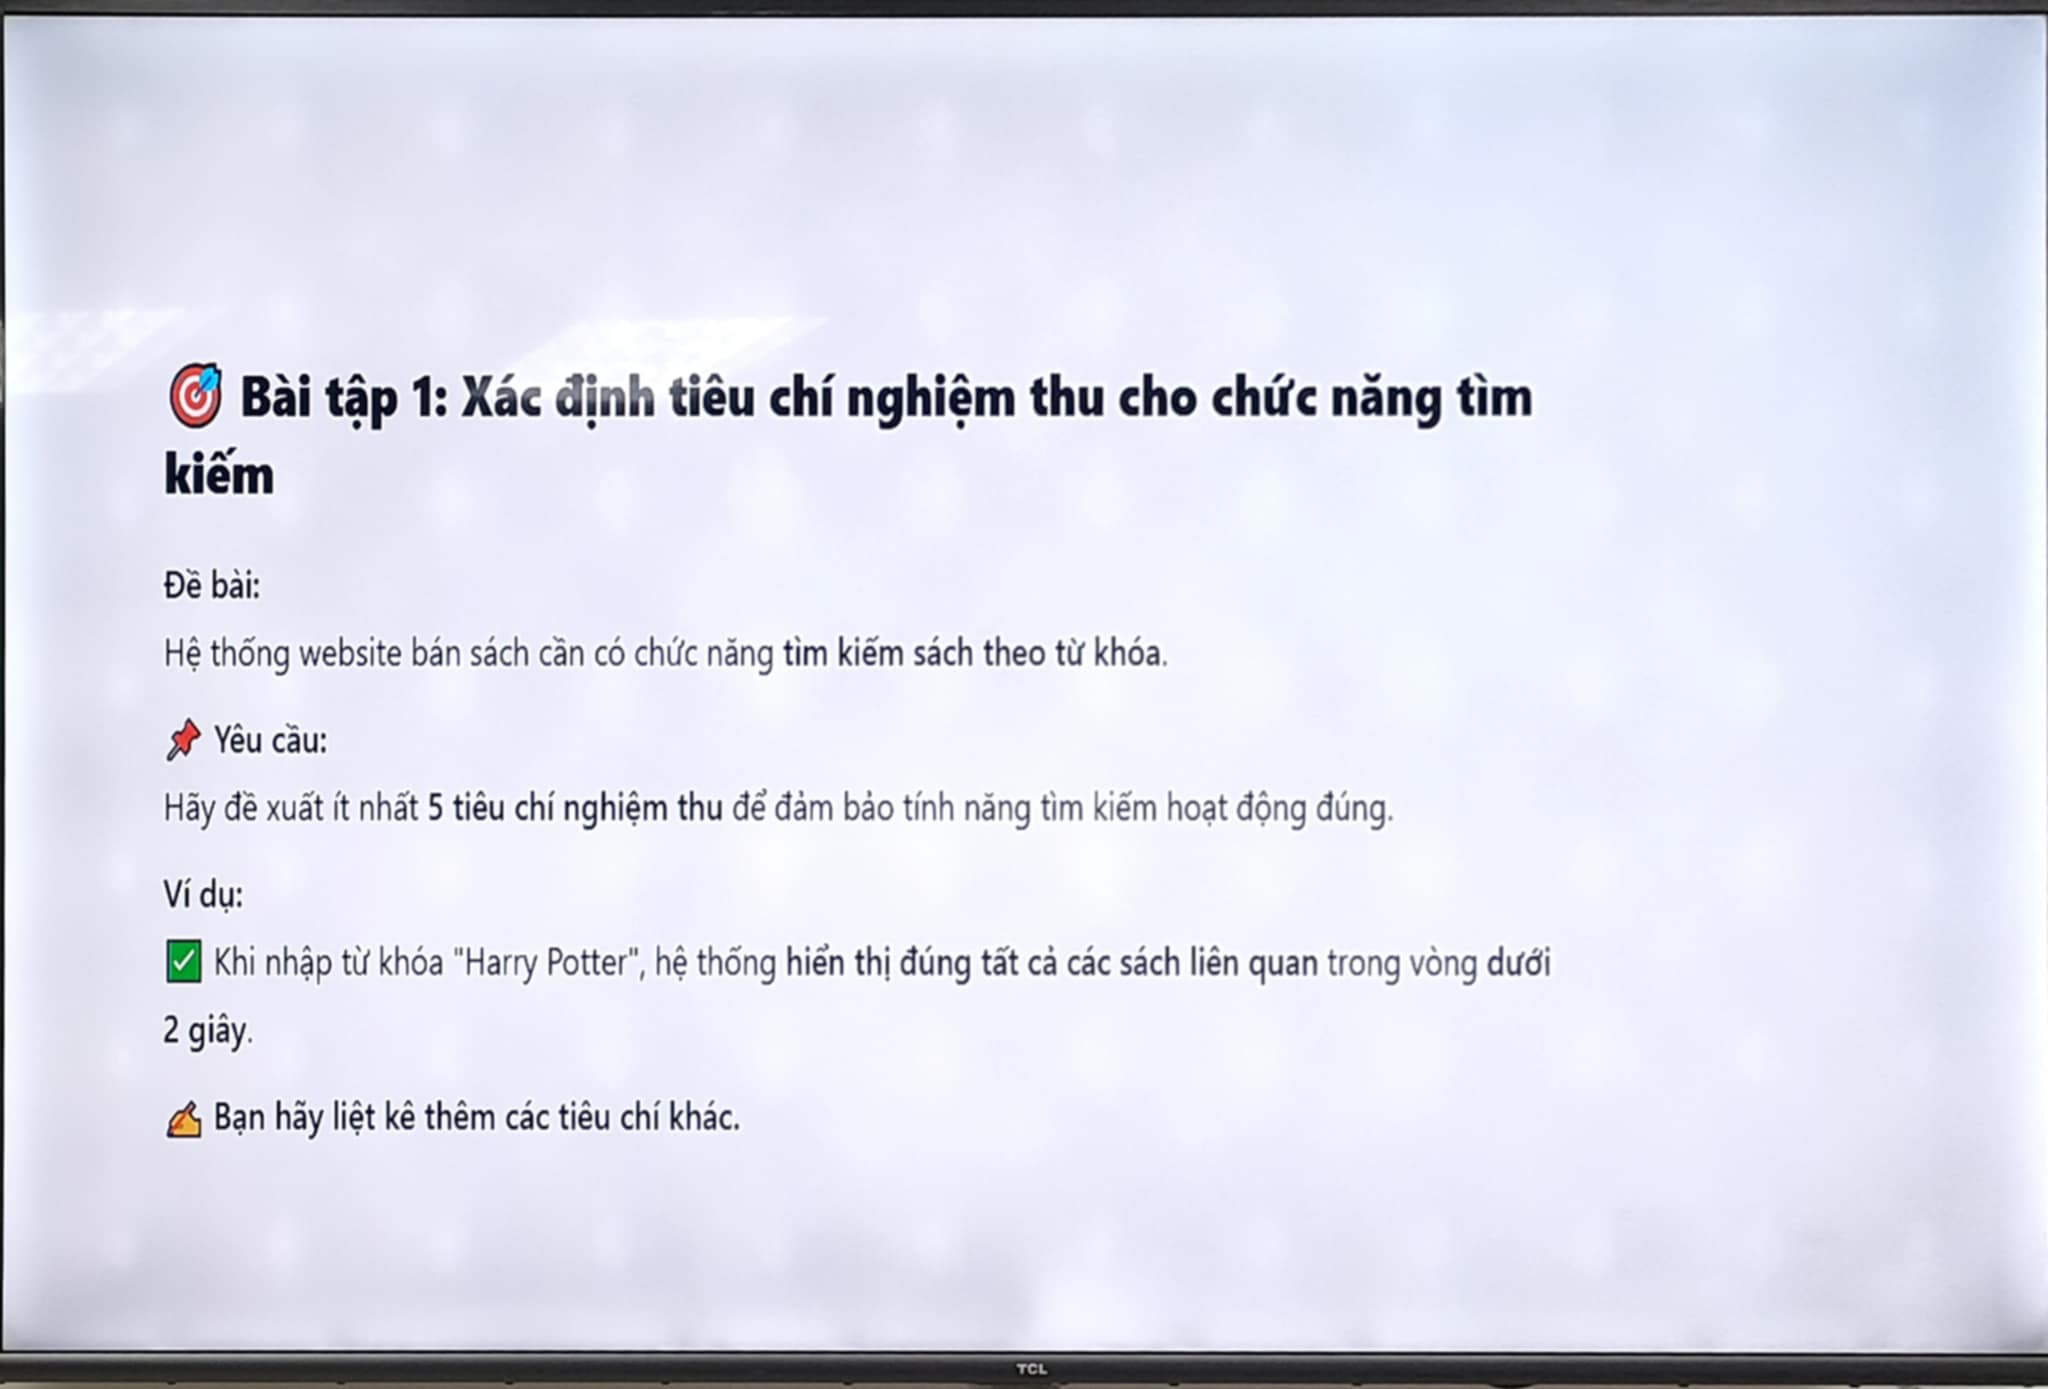 🎯 Bài tập 1: Xác định tiêu chí nghiệm thu cho chức năng tìm
kiếm
Đề bài:
Hệ thống website bán sách cần có chức năng tìm kiếm sách theo từ khóa.
📌 Yêu cầu:
Hãy đề xuất ít nhất 5 tiêu chí nghiệm thu để đảm bảo tính năng tìm kiếm hoạt động đúng.
Ví dụ:
✅ Khi nhập từ khóa "Harry Potter", hệ thống hiển thị đúng tất cả các sách liên quan trong vòng dưới
2 giây.
✍ Bạn hãy liệt kê thêm các tiêu chí khác.
TCL